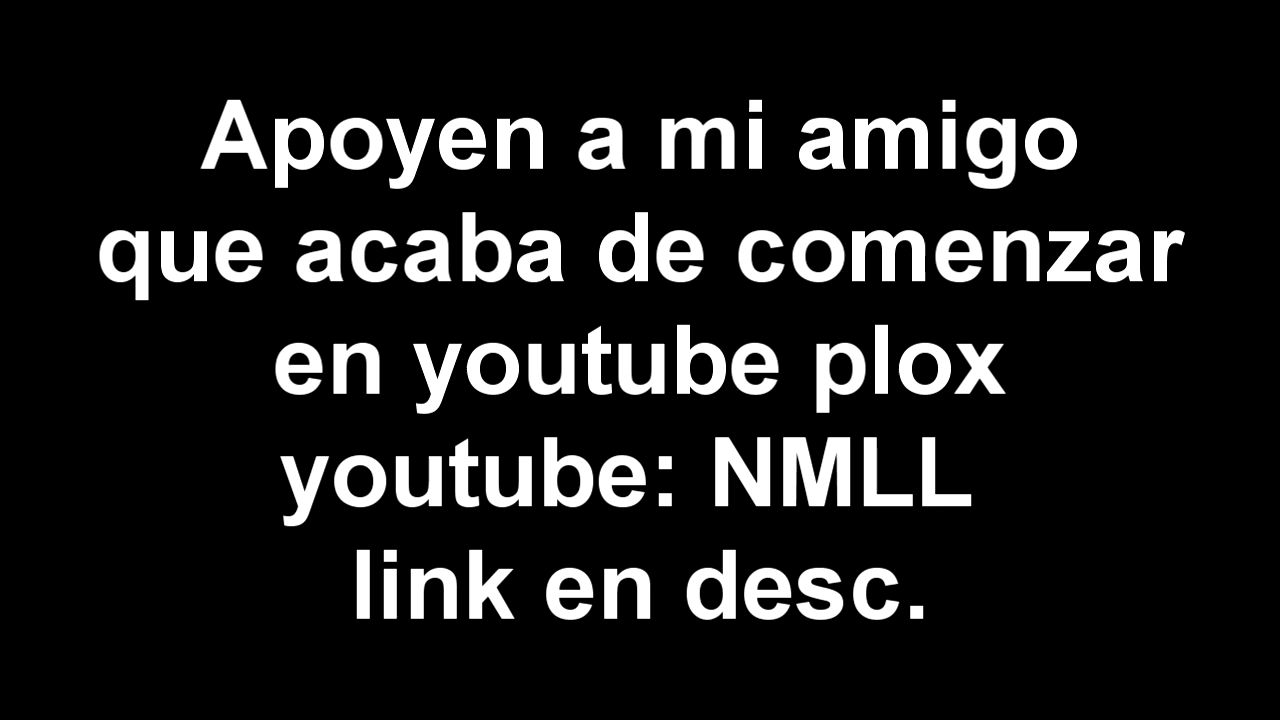 Apoyen a mi amigo
que acaba de comenzar
en youtube plox
youtube: NMLL
link en desc.